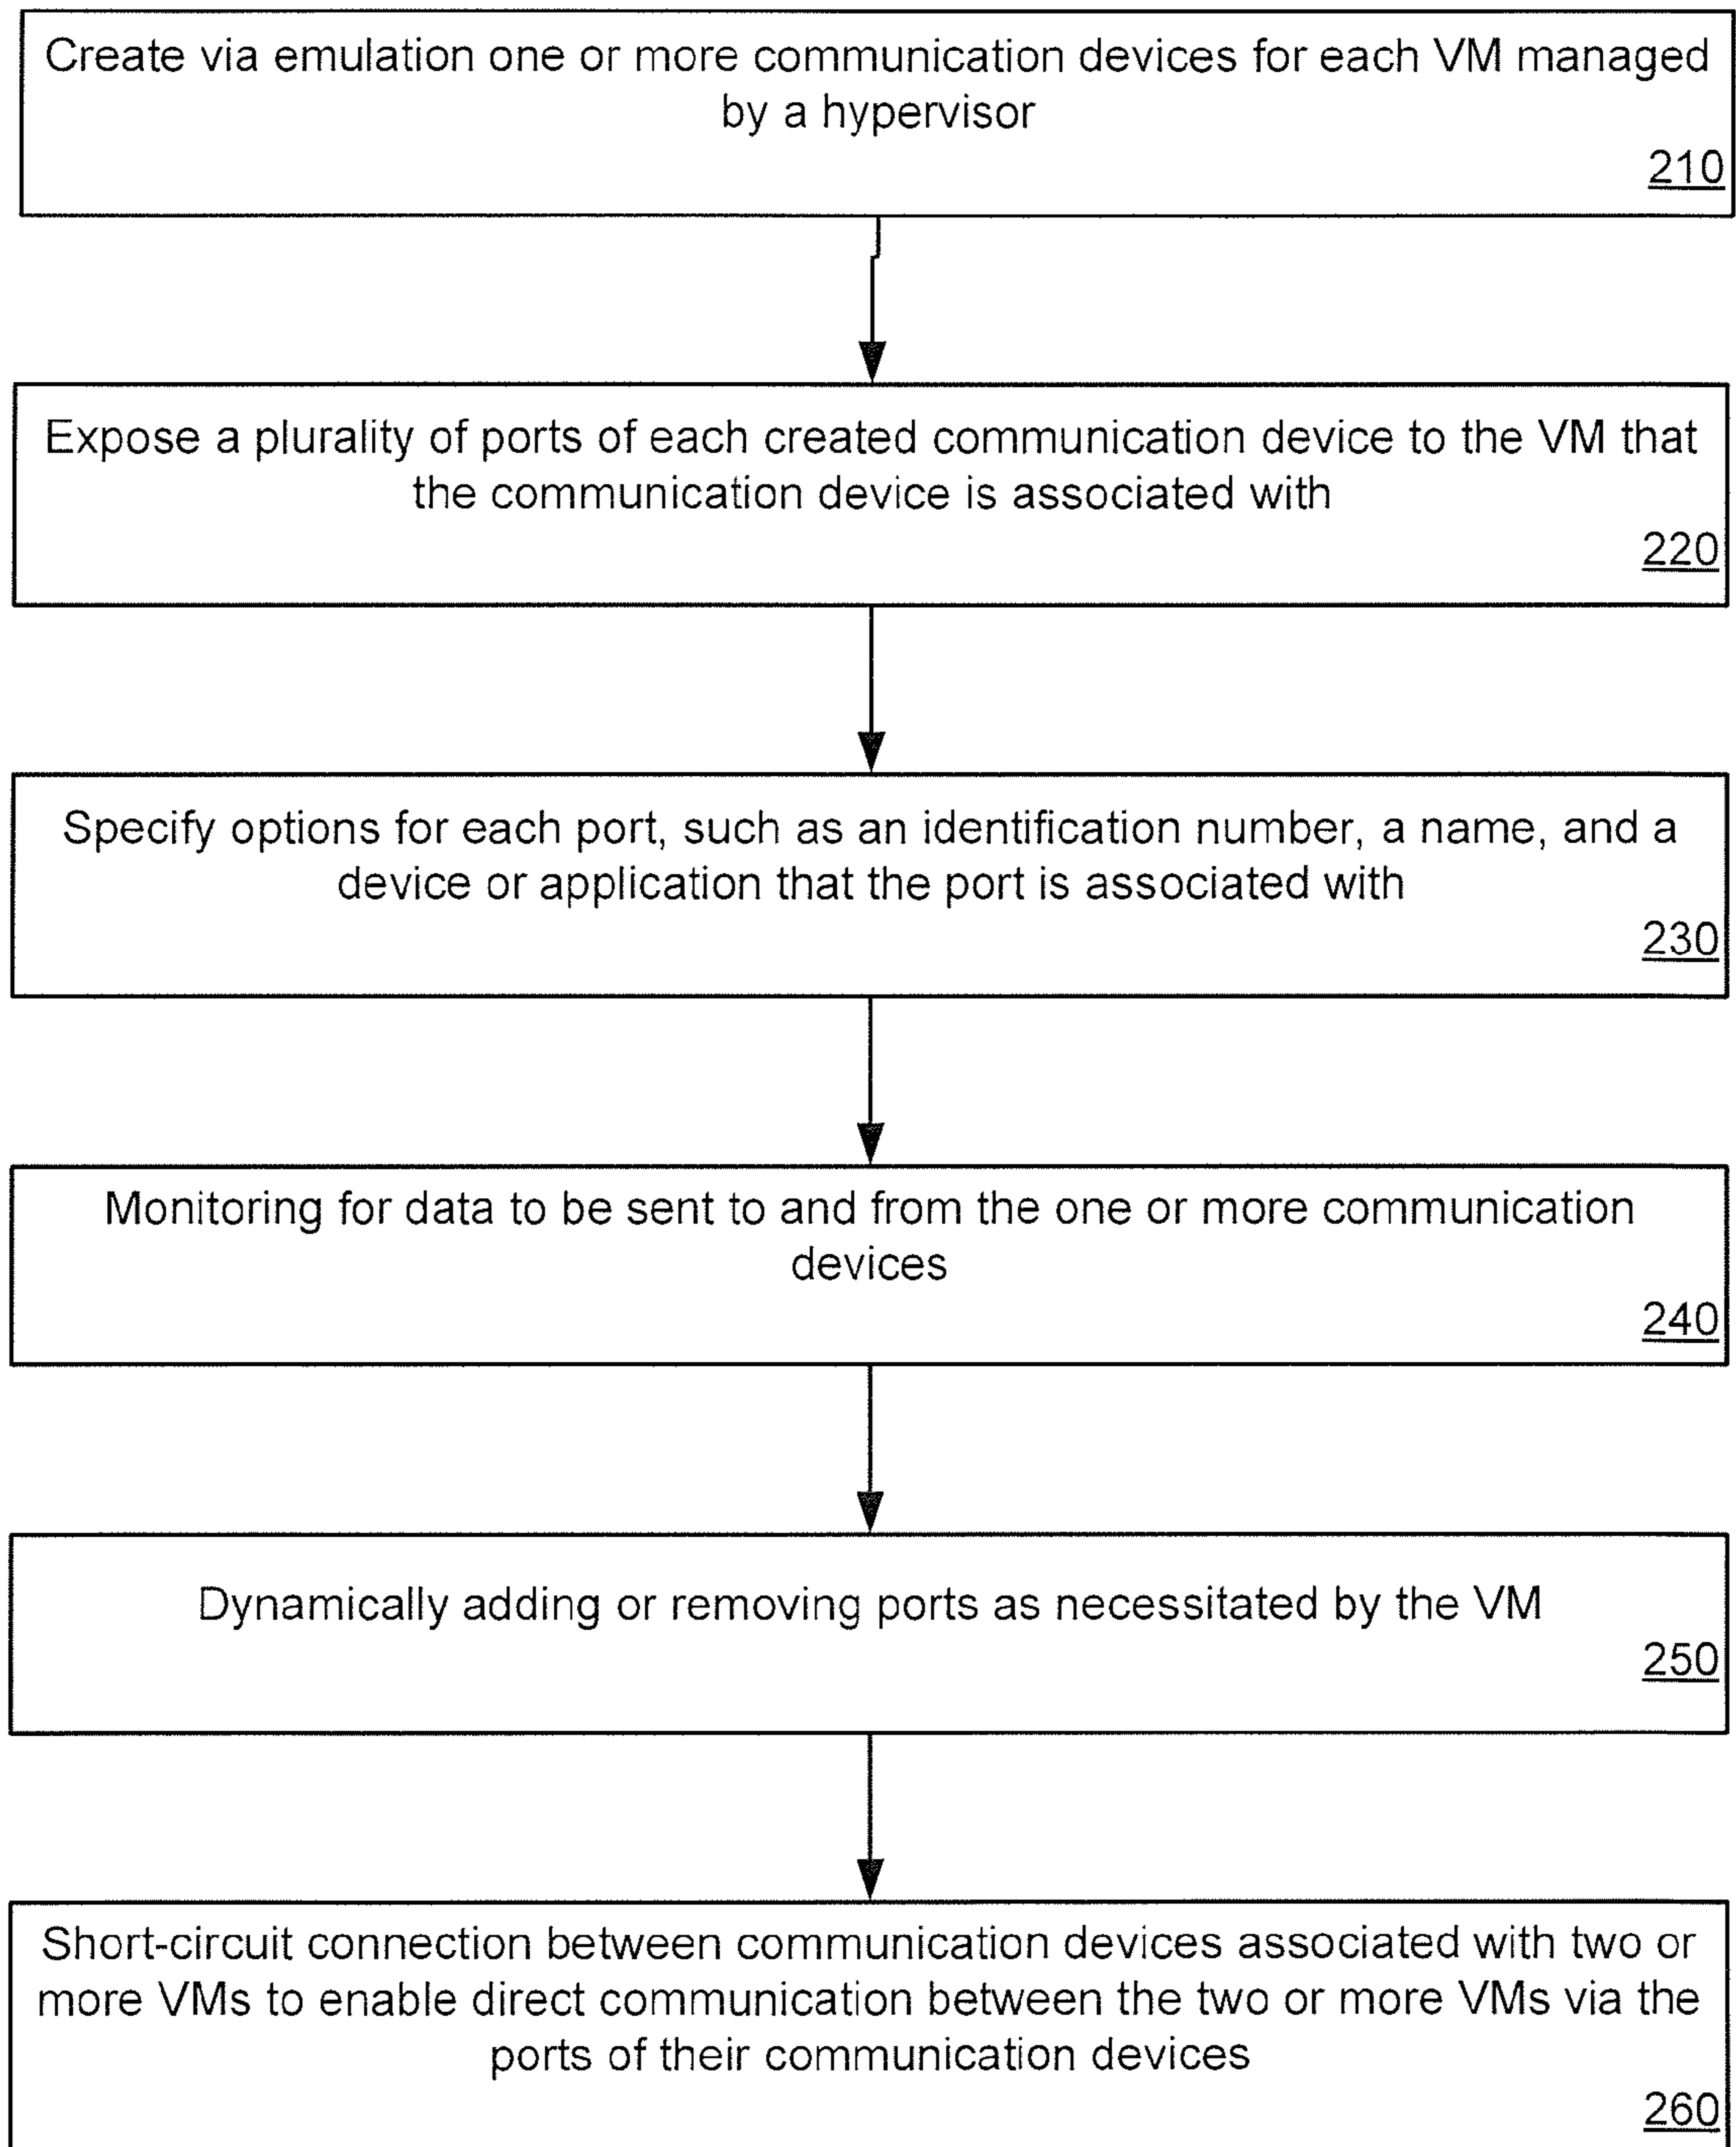 Create via emulation one or more communication devices for each VM managed
by a hypervisor
210
Expose a plurality of ports of each created communication device to the VM that
the communication device is associated with
220
Specify options for each port, such as an identification number, a name, and a
device or application that the port is associated with
230
Monitoring for data to be sent to and from the one or more communication
devices
240
Dynamically adding or removing ports as necessitated by the VM
250
Short-circuit connection between communication devices associated with two or
more VMs to enable direct communication between the two or more VMs via the
ports of their communication devices
260